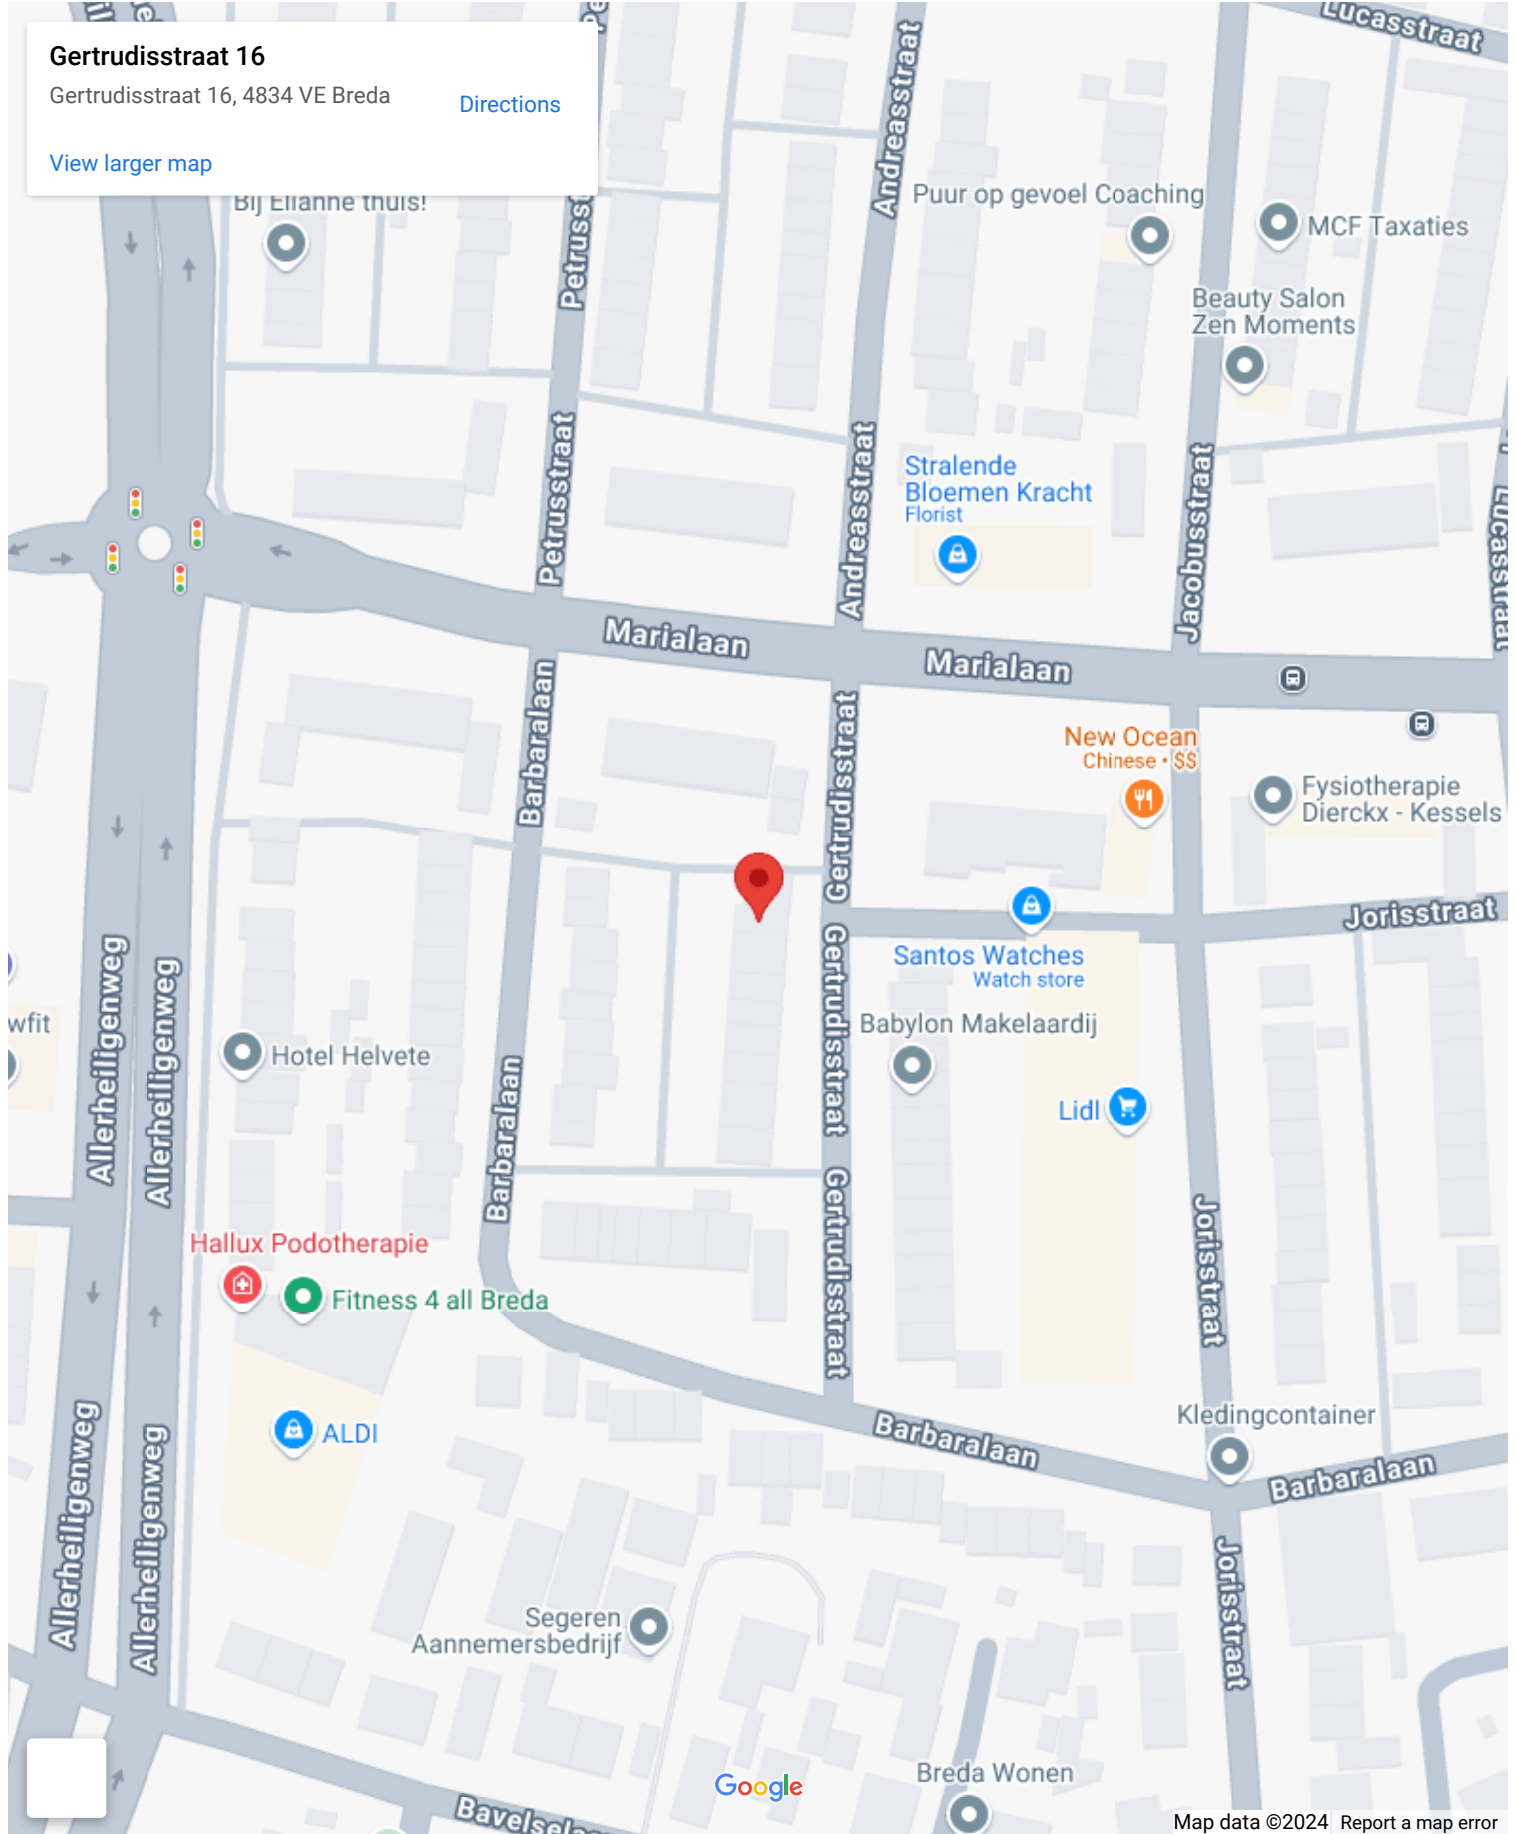 Gertrudisstraat 16
Gertrudisstraat 16, 4834 VE Breda
Directions
View larger map
Lucasstraat
Andreasstraat
Bij Elianne thuis!
Puur op gevoel Coaching
MCF Taxaties
Beauty Salon
Zen Moments
Petrusstraat
Andreasstraat
Jacobusstraat
Lucasstraat
Stralende
Bloemen Kracht
Florist
Marialaan
Marialaan
Barbaralaan
Gertrudisstraat
New Ocean
Chinese • $$
Fysiotherapie
Dierckx - Kessels
Jorisstraat
Santos Watches
Watch store
Gertrudisstraat
Babylon Makelaardij
Allerheiligenweg
Allerheiligenweg
wfit
Hotel Helvete
Barbaralaan
Lidl
Gertrudisstraat
Jorisstraat
Hallux Podotherapie
Fitness 4 all Breda
ALDI
Kledingcontainer
Barbaralaan
Barbaralaan
Allerheiligenweg
Allerheiligenweg
Jorisstraat
Segeren
Aannemersbedrijf
Breda Wonen
Google
Map data ©2024
Report a map error